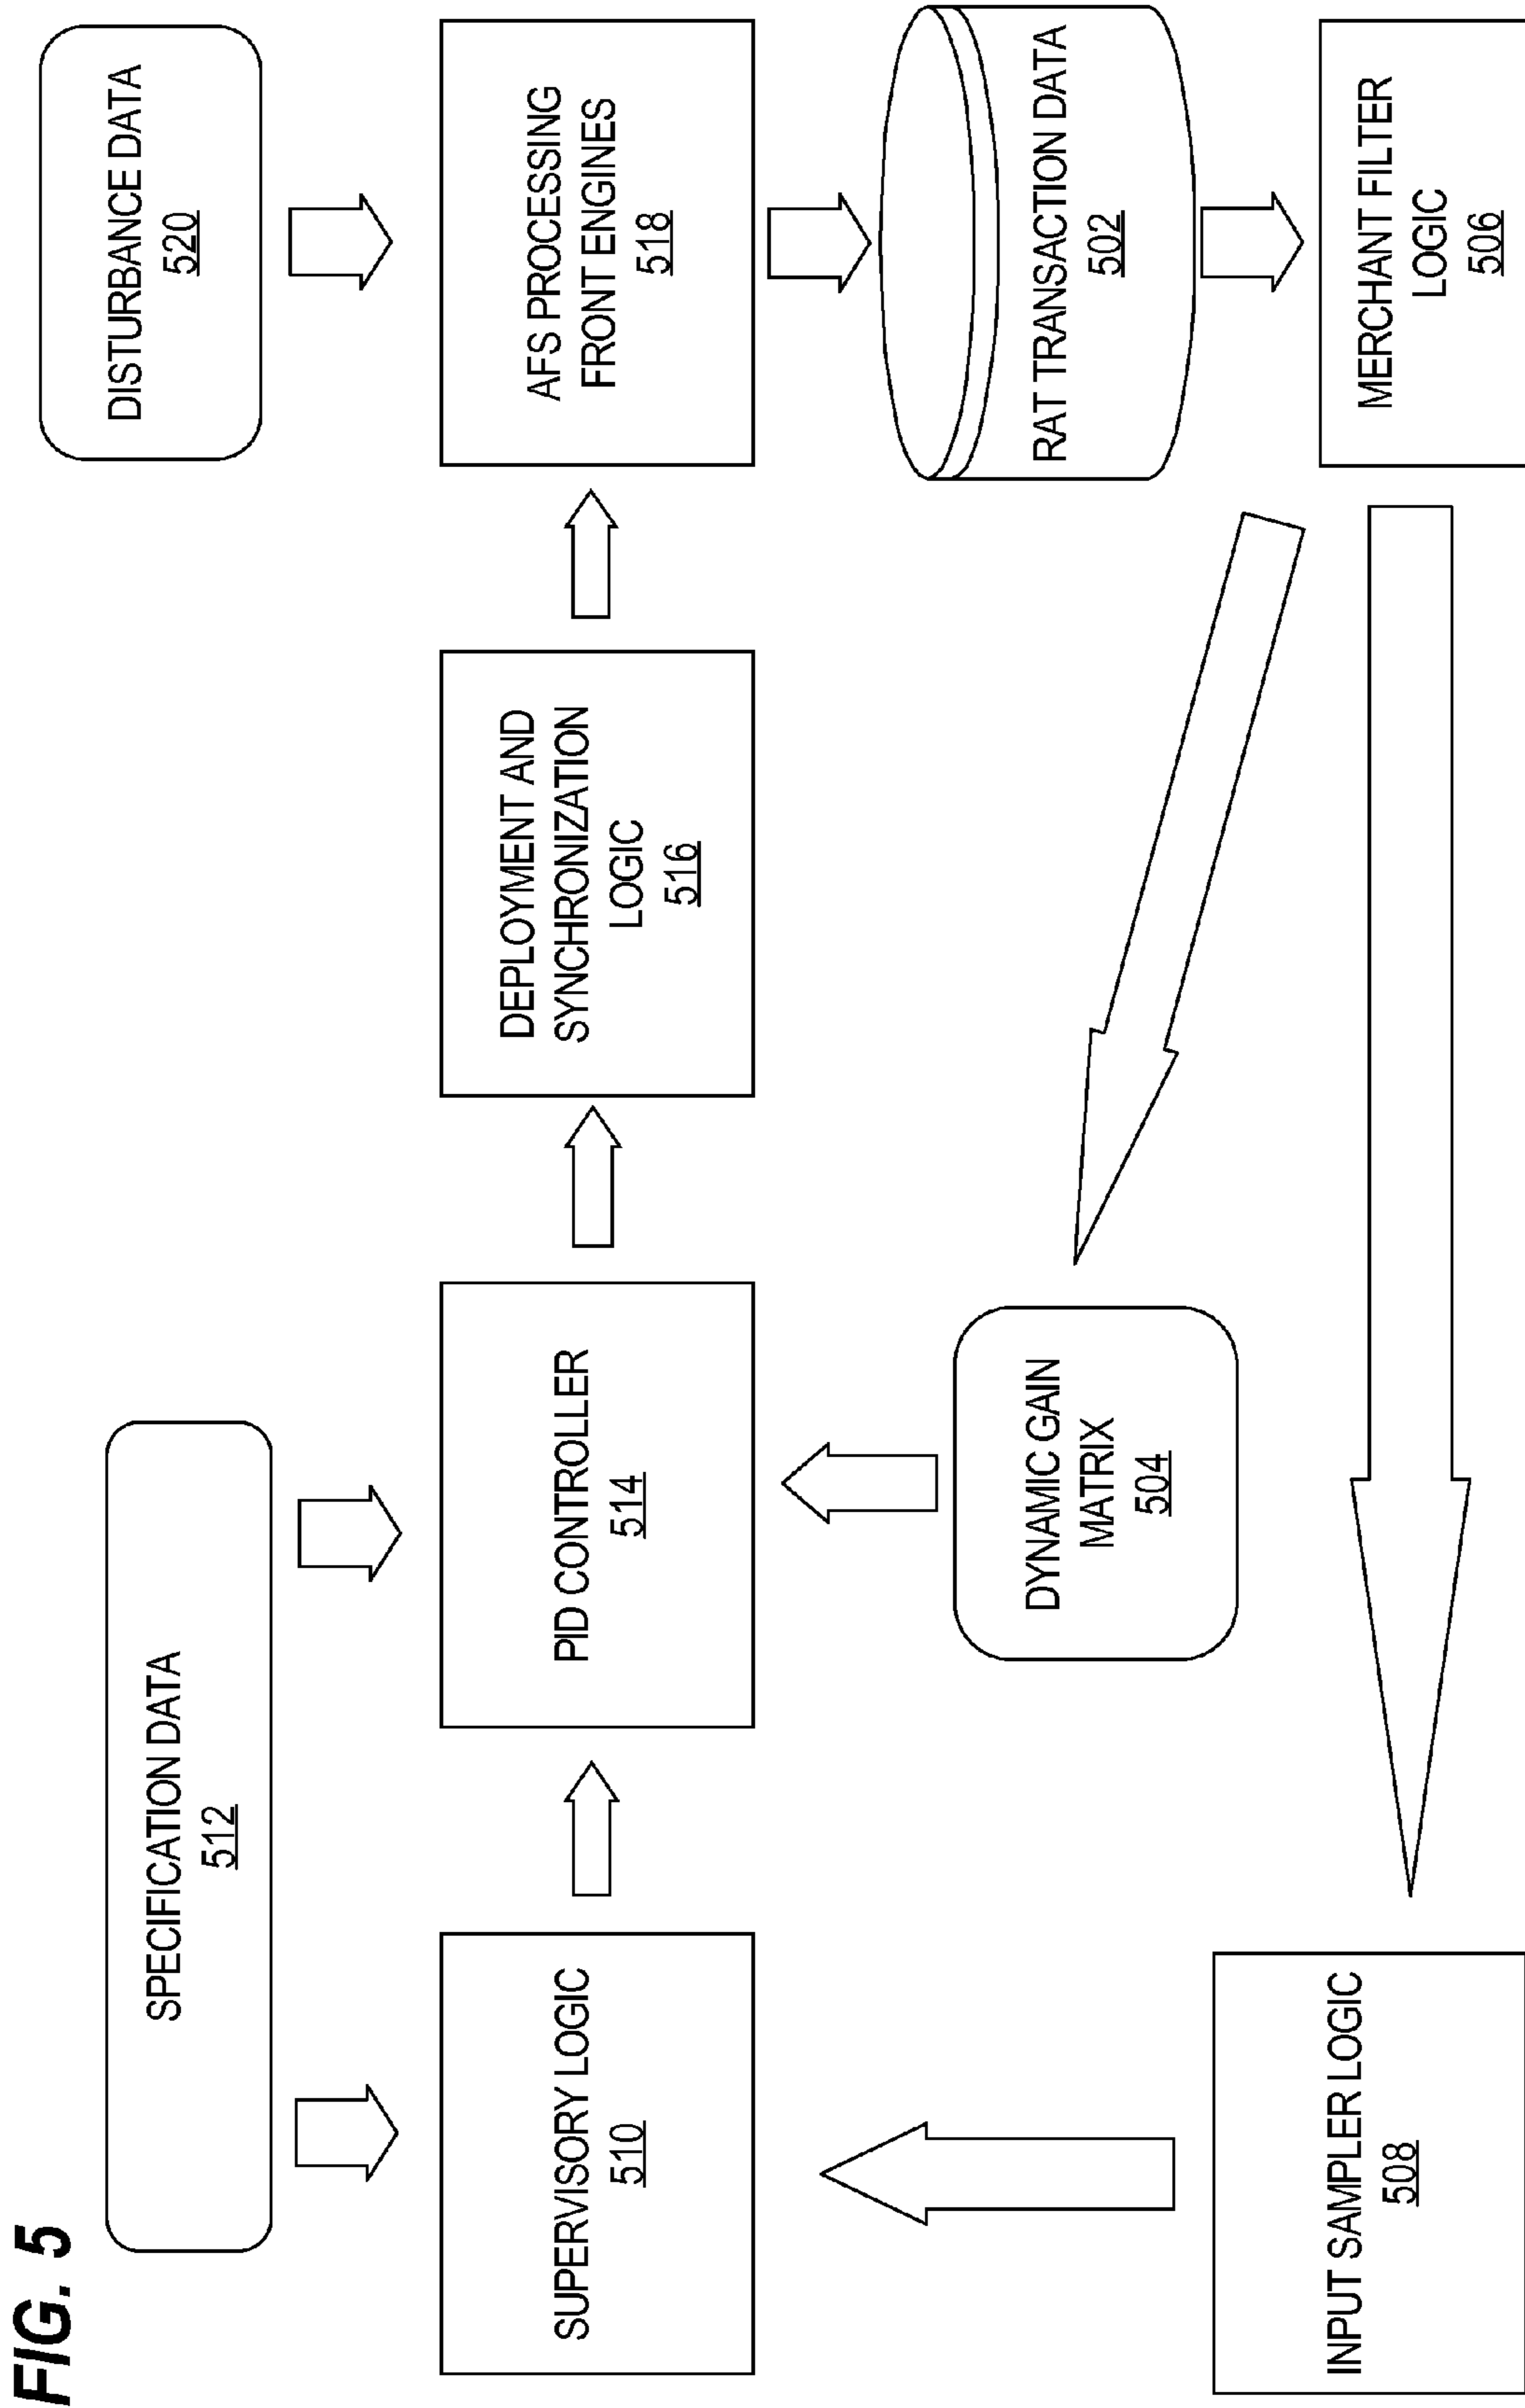 FIG. 5
SPECIFICATION DATA
512
DISTURBANCE DATA
520
SUPERVISORY LOGIC
510
PID CONTROLLER
514
DEPLOYMENT AND
SYNCHRONIZATION
LOGIC
516
AFS PROCESSING
FRONT ENGINES
518
DYNAMIC GAIN
MATRIX
504
RAT TRANSACTION DATA
502
INPUT SAMPLER LOGIC
508
MERCHANT FILTER
LOGIC
506